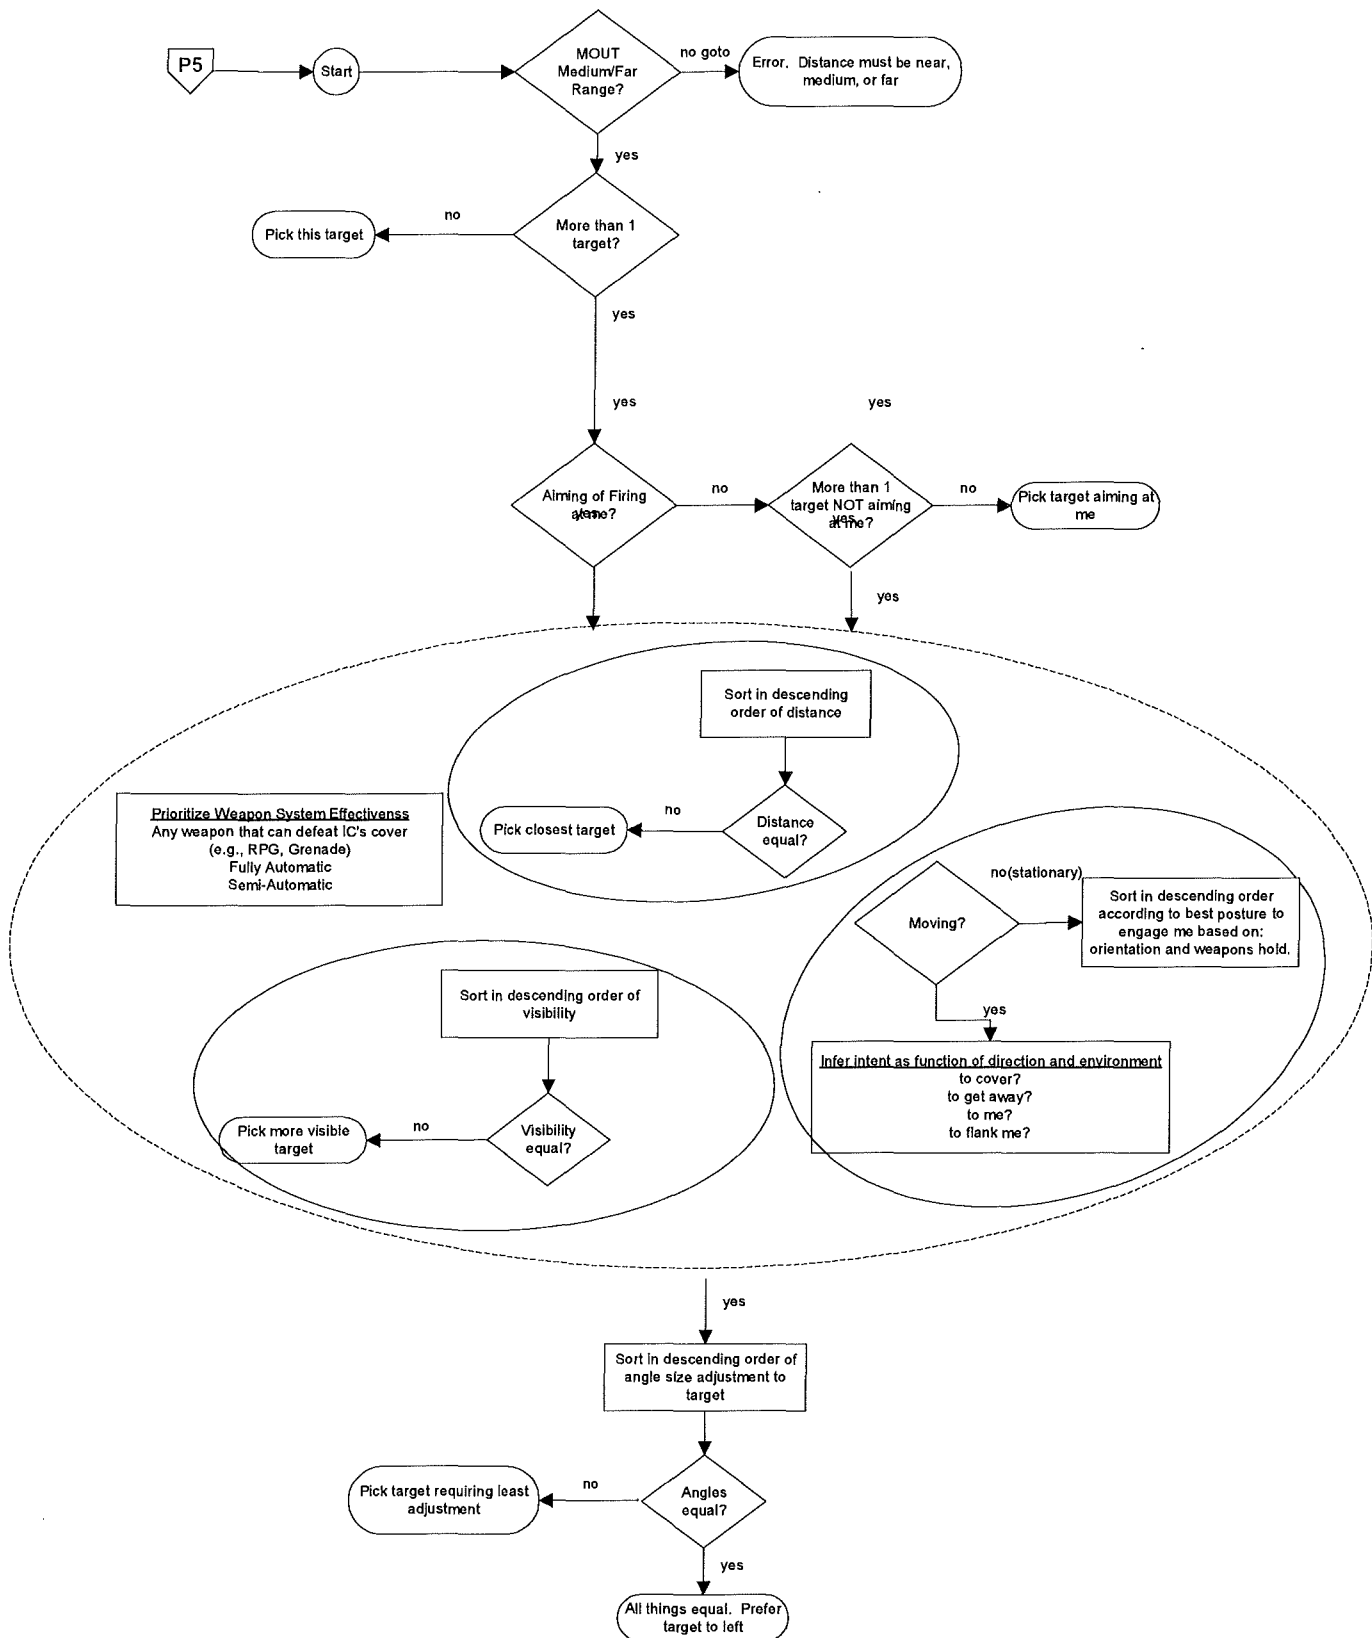 P5
Start
MOUT
Medium/Far
Range?
no goto
Error.  Distance must be near,
medium, or far
yes
More than 1
target?
no
Pick this target
yes
yes
yes
Aiming of Firing
at me?
yes
no
More than 1
target NOT aiming
at me?
yes
no
Pick target aiming at
me
yes
Sort in descending
order of distance
Distance
equal?
no
Pick closest target
Prioritize Weapon System Effectivenss
Any weapon that can defeat IC's cover
(e.g., RPG, Grenade)
Fully Automatic
Semi-Automatic
Moving?
no(stationary)
Sort in descending order
according to best posture to
engage me based on:
orientation and weapons hold.
yes
Infer intent as function of direction and environment
to cover?
to get away?
to me?
to flank me?
Sort in descending order of
visibility
Visibility
equal?
no
Pick more visible
target
yes
Sort in descending order of
angle size adjustment to
target
Angles
equal?
no
Pick target requiring least
adjustment
yes
All things equal.  Prefer
target to left